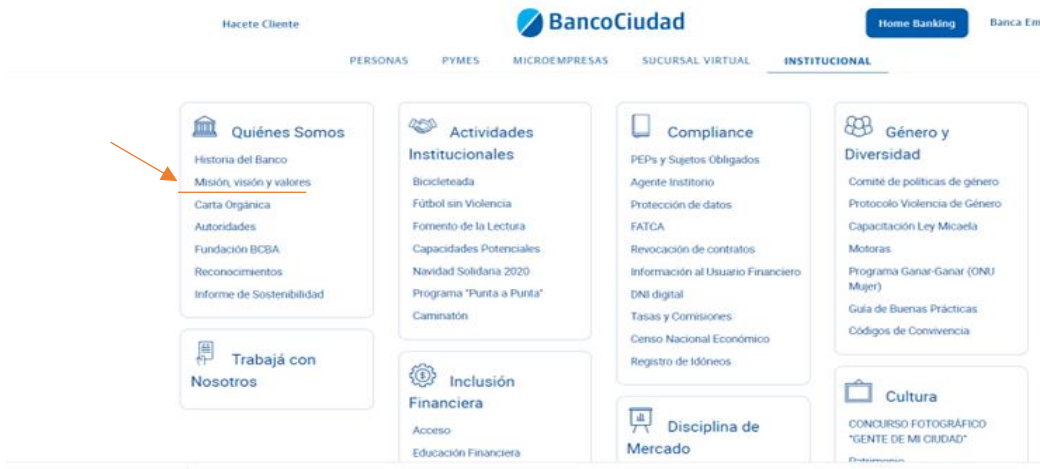 Hacete Cliente
BancoCiudad
Home Banking
Banca Em
PERSONAS PYMES MICROEMPRESAS SUCURSAL VIRTUAL INSTITUCIONAL
Quiénes Somos
Historia del Banco
Misión, visión y valores
Carta Orgánica
Autoridades
Fundación BCBA
Reconocimientos
Informe de Sostenibilidad
Trabajá con
Nosotros
Actividades
Institucionales
Bicicleteada
Fútbol sin Violencia
Fomento de la Lectura
Capacidades Potenciales
Navidad Solidaria 2020
Programa "Punta a Punta"
Caminatón
Inclusión
Financiera
Acceso
Educación Financiera
Compliance
PEPs y Sujetos Obligados
Agente Institorio
Protección de datos
FATCA
Revocación de contratos
Información al Usuario Financiero
DNI digital
Tasas y Comisiones
Censo Nacional Económico
Registro de Idóneos
Disciplina de
Mercado
Género y
Diversidad
Comité de políticas de género
Protocolo Violencia de Género
Capacitación Ley Micaela
Motoras
Programa Ganar-Ganar (ONU
Mujer)
Guía de Buenas Prácticas
Códigos de Convivencia
Cultura
CONCURSO FOTOGRÁFICO
"GENTE DE MI CIUDAD"
Patrimonio